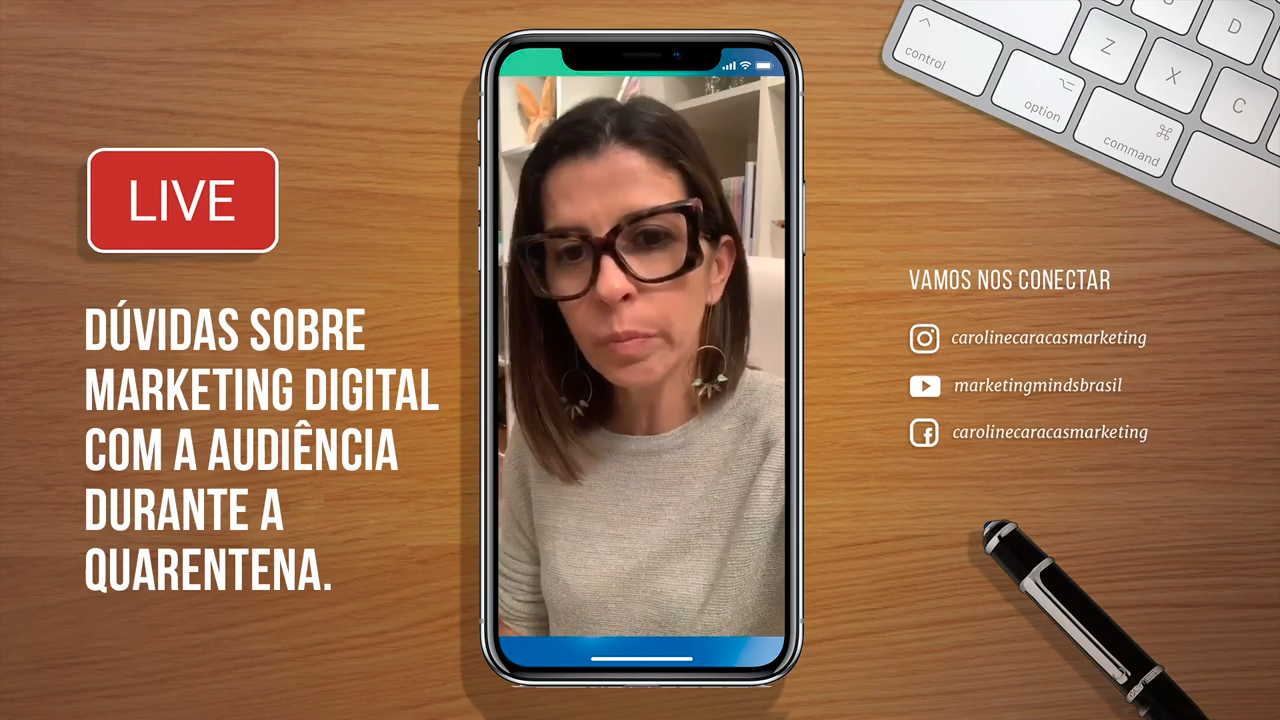 LIVE
DÚVIDAS SOBRE
MARKETING DIGITAL
COM A AUDIÊNCIA
DURANTE A
QUARENTENA.
VAMOS NOS CONECTAR
carolinecaracasmarketing
marketingmindsbrasil
carolinecaracasmarketing
S
D
Z
X
C
control
option
command